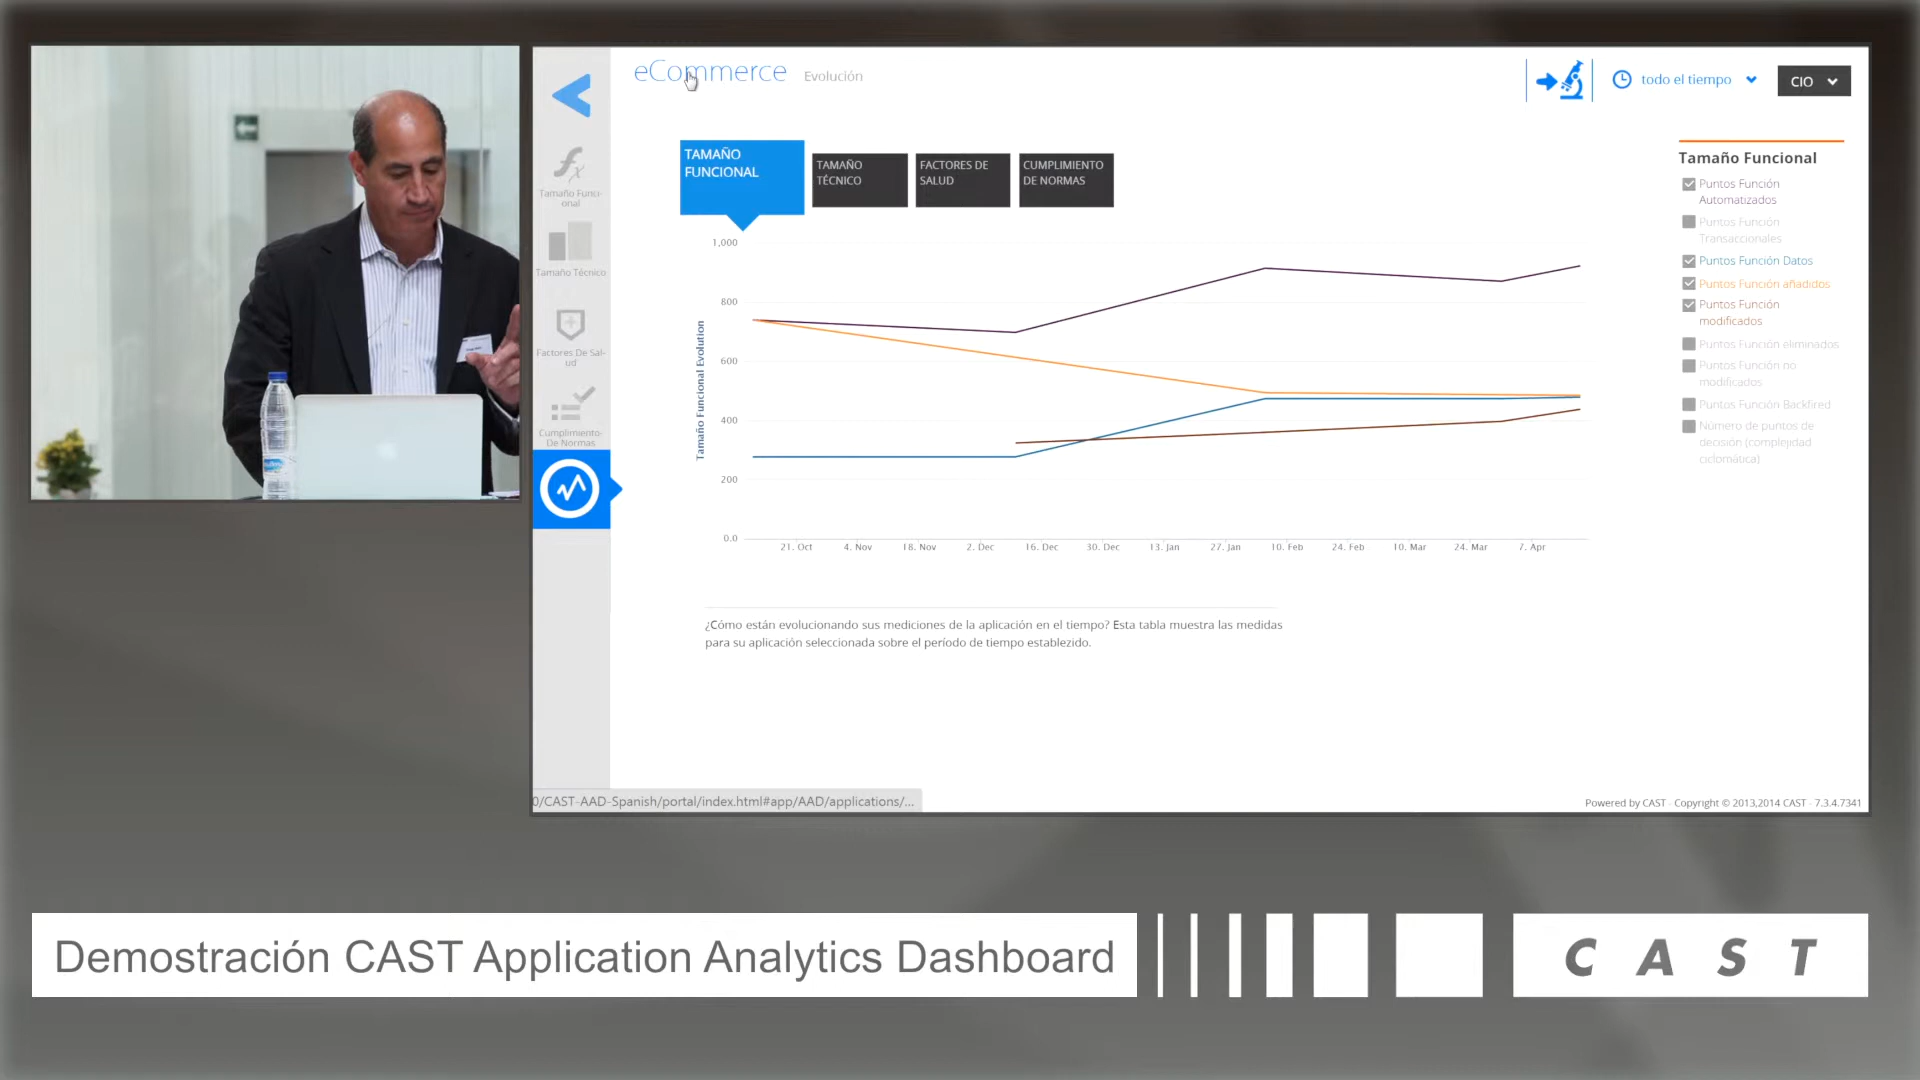 eCommerce Evolución
todo el tiempo
CIO
TAMAÑO
FUNCIONAL
TAMAÑO
TÉCNICO
FACTORES DE
SALUD
CUMPLIMIENTO
DE NORMAS
Tamaño Funci-
onal
Tamaño Técnico
Factores De Sal-
ud
Cumplimiento-
De Normas
Tamaño Funcional Evolution
1,000
800
600
400
200
0.0
21. Oct
4. Nov
18. Nov
2. Dec
16. Dec
30. Dec
13. Jan
27. Jan
10. Feb
24. Feb
10. Mar
24. Mar
7. Apr
Tamaño Funcional
Puntos Función
Automatizados
Puntos Función
Transaccionales
Puntos Función Datos
Puntos Función añadidos
Puntos Función
modificados
Puntos Función eliminados
Puntos Función no
modificados
Puntos Función Backfired
Número de puntos de
decisión (complejidad
ciclomática)
¿Cómo están evolucionando sus mediciones de la aplicación en el tiempo? Esta tabla muestra las medidas
para su aplicación seleccionada sobre el período de tiempo establezido.
0/CAST-AAD-Spanish/portal/index.html#app/AAD/applications/...
Powered by CAST - Copyright © 2013,2014 CAST - 7.3.4.7341
Demostración CAST Application Analytics Dashboard
CAST